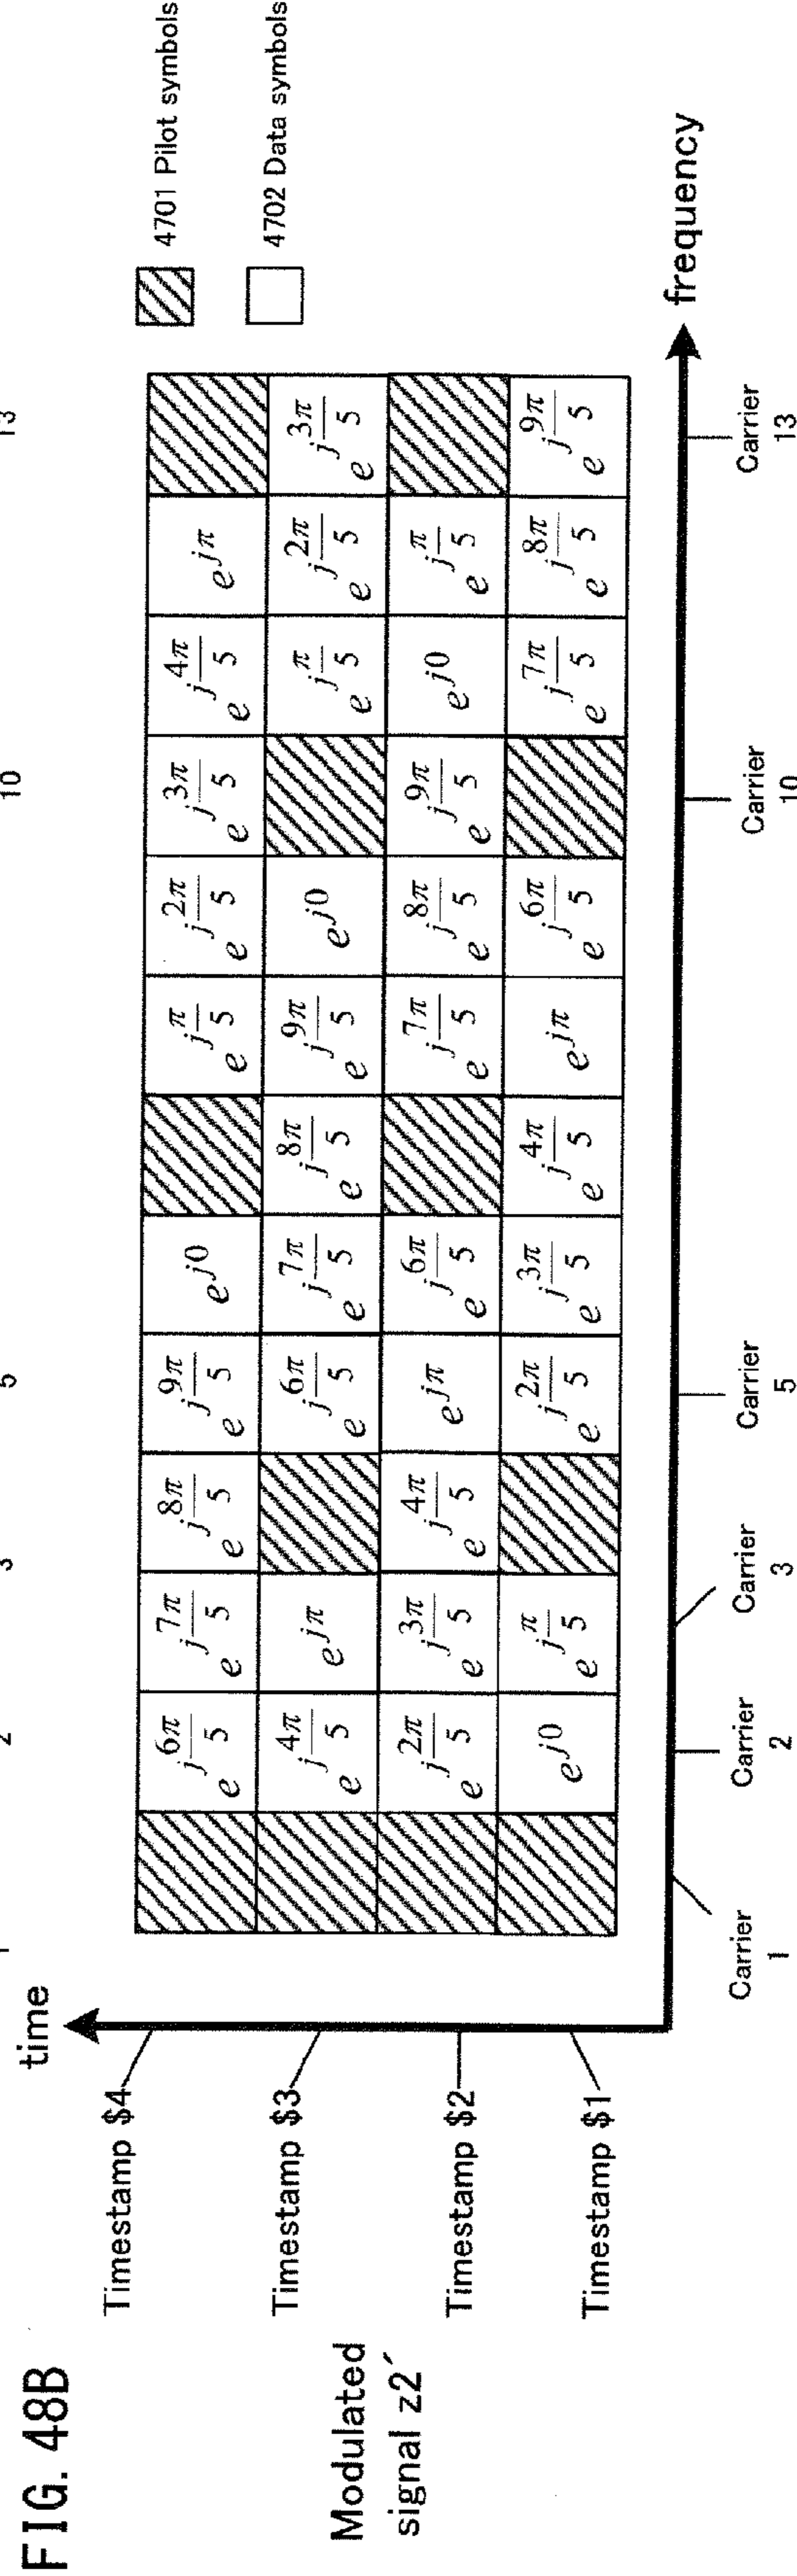 2 3 5 10 13
FIG. 48B
time
4701 Pilot symbols
4702 Data symbols
Modulated
signal z2´
Timestamp $4
e^{j6π/5} e^{j7π/5} e^{j8π/5} e^{j9π/5} e^{j0} e^{jπ/5} e^{j2π/5} e^{j3π/5} e^{j4π/5} e^{jπ}
Timestamp $3
e^{j4π/5} e^{jπ} e^{j6π/5} e^{j7π/5} e^{j8π/5} e^{j9π/5} e^{j0} e^{jπ/5} e^{j2π/5} e^{j3π/5}
Timestamp $2
e^{j2π/5} e^{j3π/5} e^{j4π/5} e^{jπ} e^{j6π/5} e^{j7π/5} e^{j8π/5} e^{j9π/5} e^{j0} e^{jπ/5}
Timestamp $1
e^{j0} e^{jπ/5} e^{j2π/5} e^{j3π/5} e^{j4π/5} e^{jπ} e^{j6π/5} e^{j7π/5} e^{j8π/5} e^{j9π/5}
frequency
Carrier Carrier Carrier Carrier Carrier Carrier
1 2 3 5 10 13